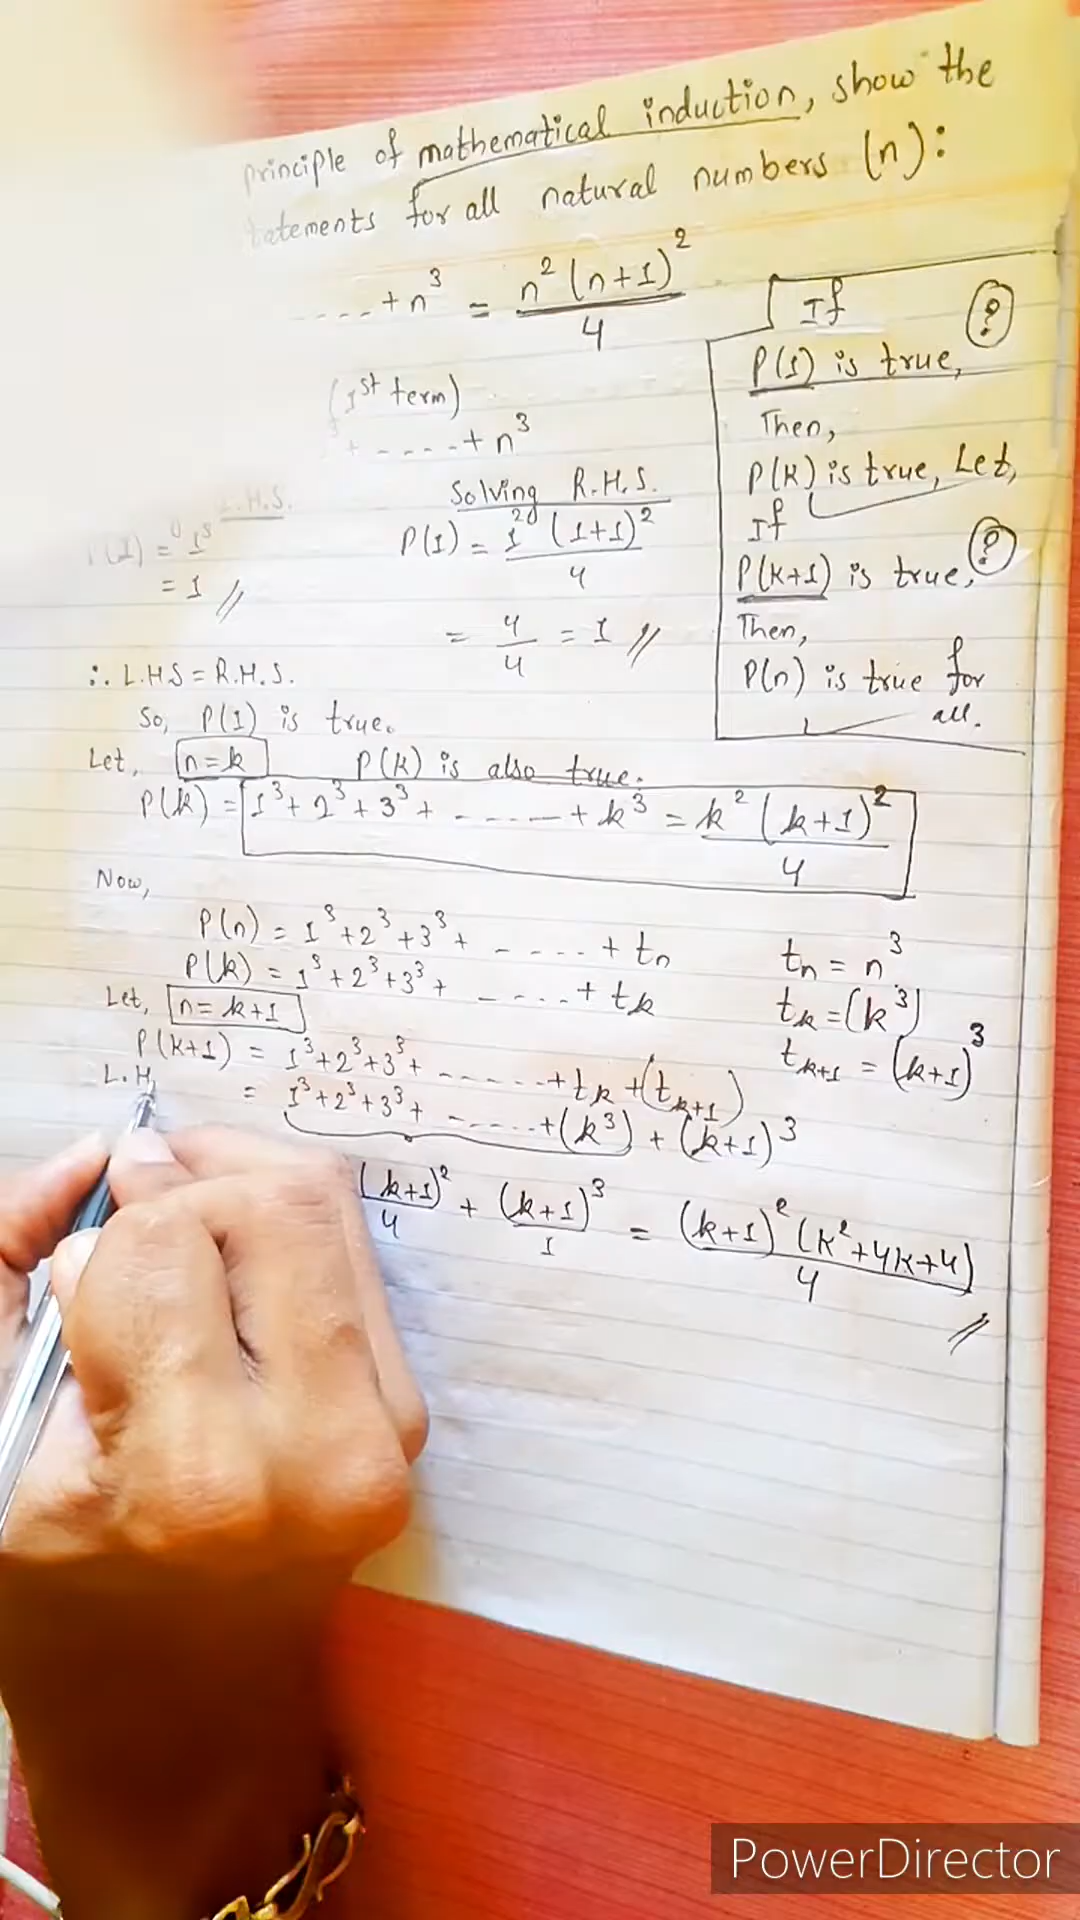 principle of mathematical induction, show the
tatements for all natural numbers (n):
.... + n³ = n²(n+1)²/4
(1st term)
+ ----- + n³
L.H.S.
P(1) = 1³
= 1 //
Solving R.H.S.
P(1) = 1²(1+1)²/4
= 4/4 = 1 //
If
P(1) is true, ?
Then,
P(k) is true, Let,
If
P(k+1) is true, ?
Then,
P(n) is true for
all.
∴ L.H.S = R.H.S.
So, P(1) is true.
Let, n=k P(k) is also true.
P(k) = 1³+2³+3³+ ------ + k³ = k²(k+1)²/4
Now,
P(n) = 1³+2³+3³+ ----- + tn
P(k) = 1³+2³+3³+ ----- + tk
tn = n³
tk = (k³)
tk+1 = (k+1)³
Let, n=k+1
P(k+1) = 1³+2³+3³+ ------ + tk + (tk+1)
L.H
= 1³+2³+3³+ ------ + (k³) + (k+1)³
(k+1)²/4 + (k+1)³/1 = (k+1)²(k²+4k+4)/4 //
PowerDirector